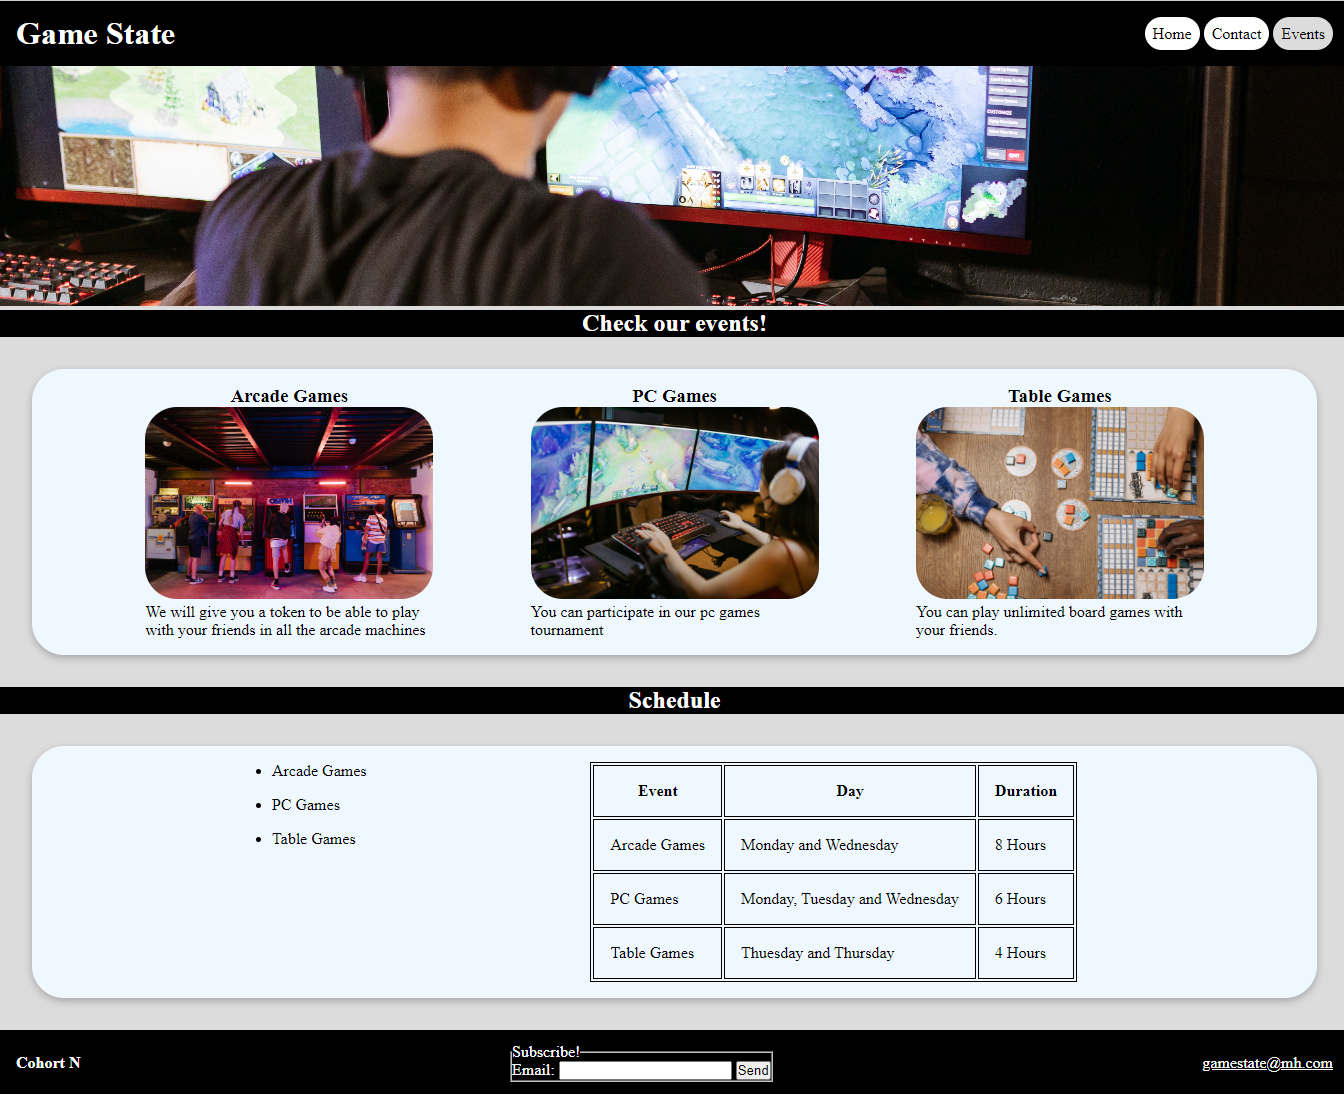 Game State
Home Contact Events
CUSTOMIZE
QUIT
Check our events!
Arcade Games
PC Games
Table Games
We will give you a token to be able to play
with your friends in all the arcade machines
You can participate in our pc games
tournament
You can play unlimited board games with
your friends.
Schedule
Arcade Games
PC Games
Table Games
Event Day Duration
Arcade Games Monday and Wednesday 8 Hours
PC Games Monday, Tuesday and Wednesday 6 Hours
Table Games Thuesday and Thursday 4 Hours
Cohort N
Subscribe!
Email: Send
gamestate@mh.com